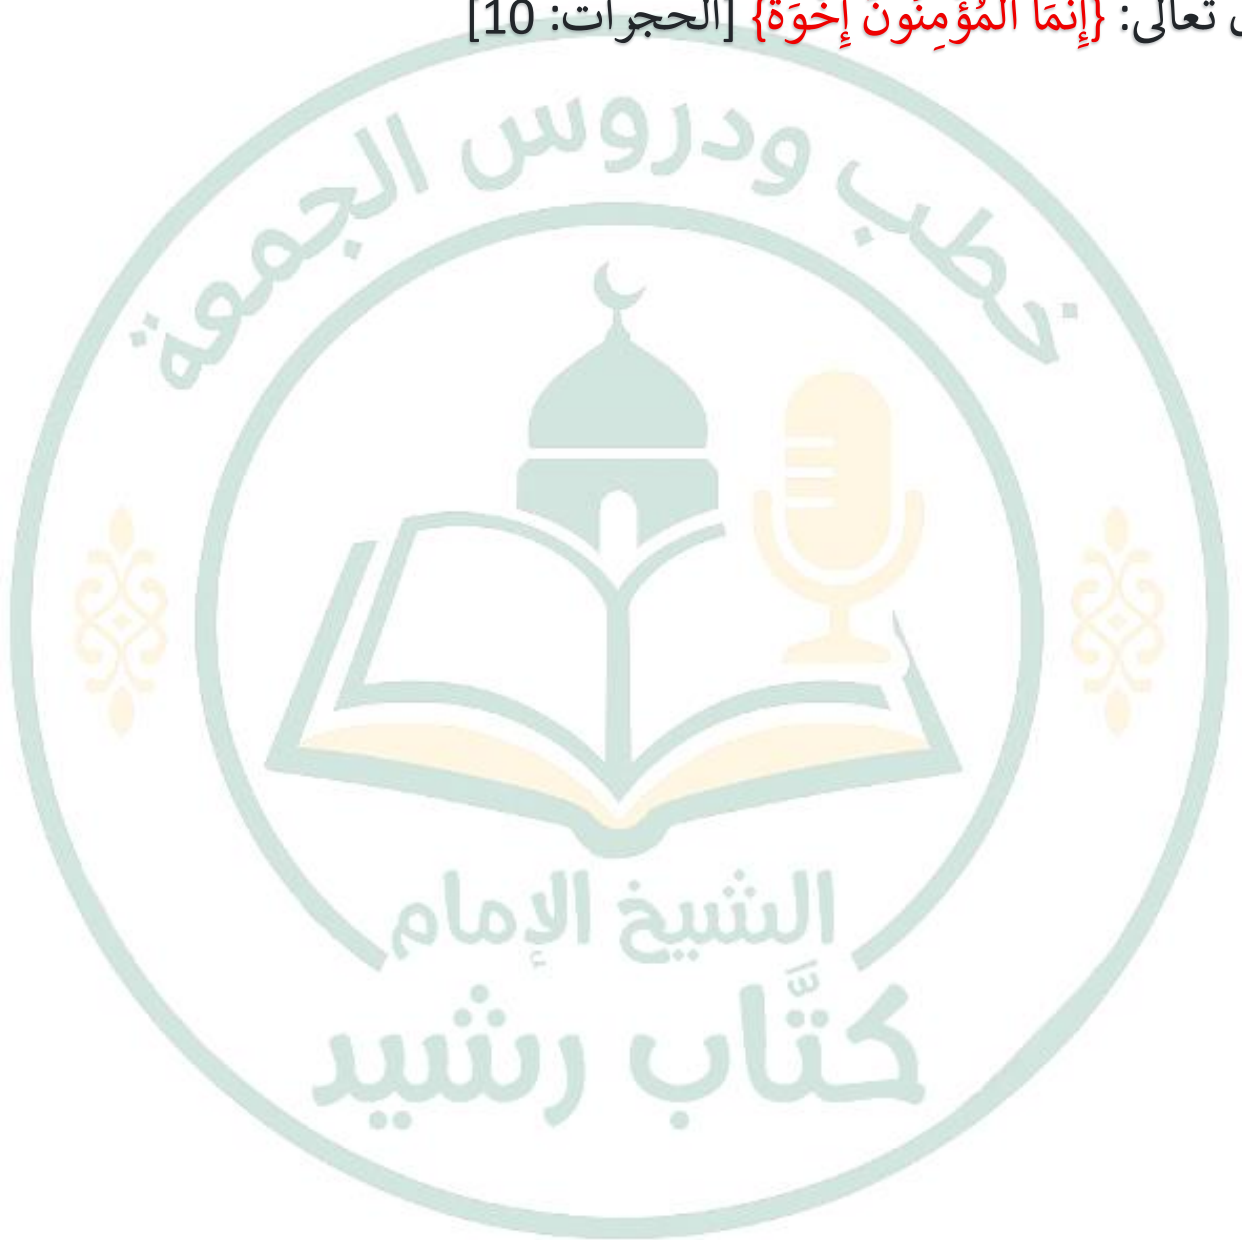 تعالى: {إِنَّمَا الْمُؤْمِنُونَ إِخْوَةٌ} [الحجرات: 10]
خطب ودروس الجمعة
الشيخ الإمام
كتَّاب رشيد